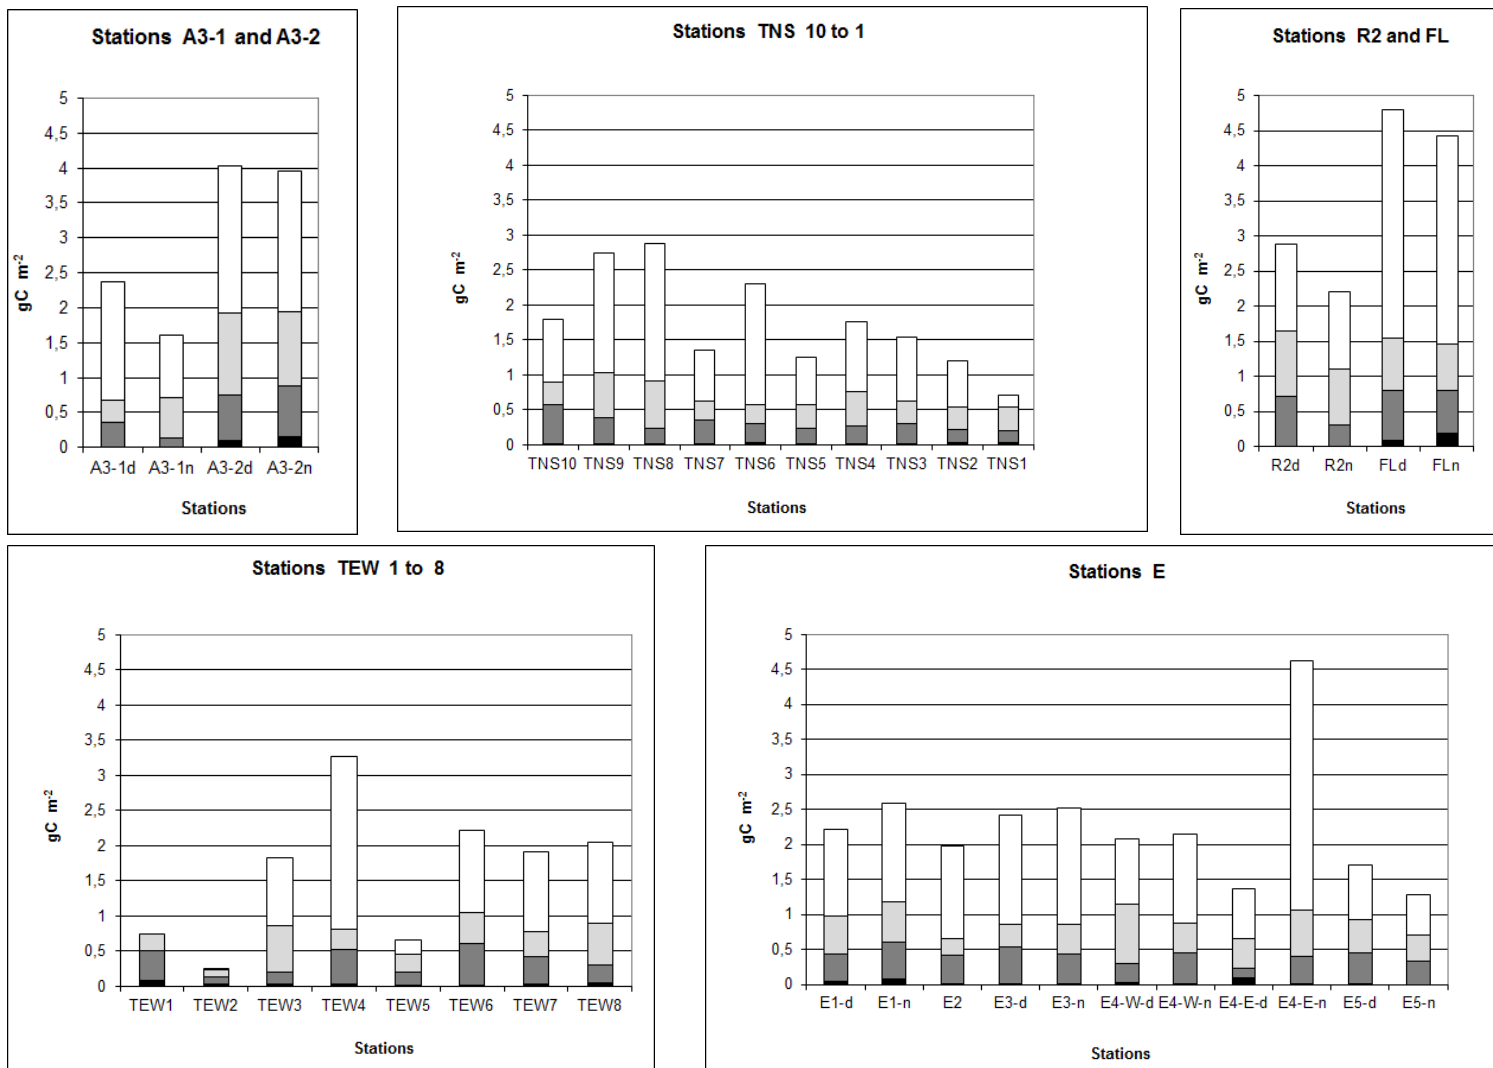 Stations A3-1 and A3-2
5
4,5
4
3,5
3
2,5
2
1,5
1
0,5
0
gC m-2
A3-1d A3-1n A3-2d A3-2n
Stations
Stations TNS 10 to 1
5
4,5
4
3,5
3
2,5
2
1,5
1
0,5
0
gC m-2
TNS10 TNS9 TNS8 TNS7 TNS6 TNS5 TNS4 TNS3 TNS2 TNS1
Stations
Stations R2 and FL
5
4,5
4
3,5
3
2,5
2
1,5
1
0,5
0
gC m-2
R2d R2n FLd FLn
Stations
Stations TEW 1 to 8
5
4,5
4
3,5
3
2,5
2
1,5
1
0,5
0
gC m-2
TEW1 TEW2 TEW3 TEW4 TEW5 TEW6 TEW7 TEW8
Stations
Stations E
5
4,5
4
3,5
3
2,5
2
1,5
1
0,5
0
gC m-2
E1-d E1-n E2 E3-d E3-n E4-W-d E4-W-n E4-E-d E4-E-n E5-d E5-n
Stations